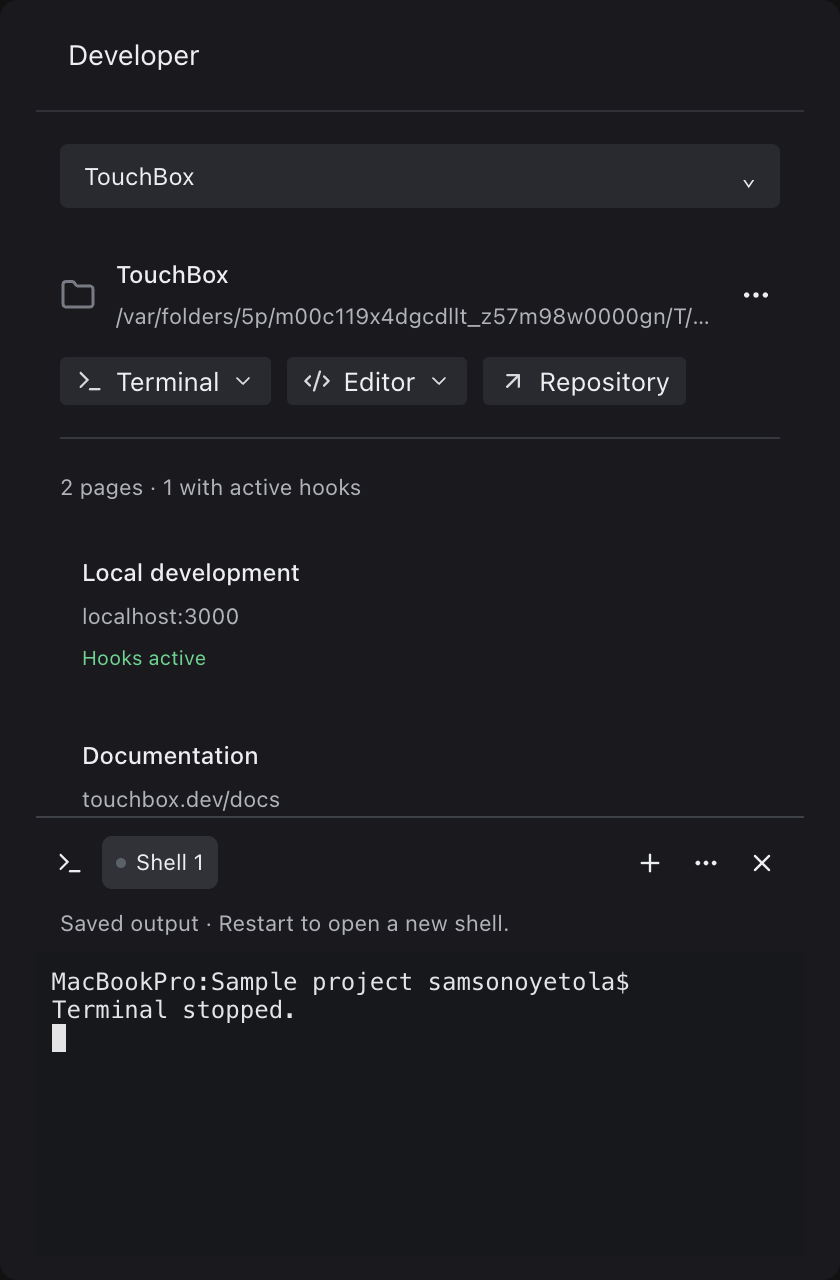 Developer
TouchBox
TouchBox
/var/folders/5p/m00c119x4dgcdllt_z57m98w0000gn/T/...
Terminal
Editor
Repository
2 pages · 1 with active hooks
Local development
localhost:3000
Hooks active
Documentation
touchbox.dev/docs
Shell 1
Saved output · Restart to open a new shell.
MacBookPro:Sample project samsonoyetola$
Terminal stopped.